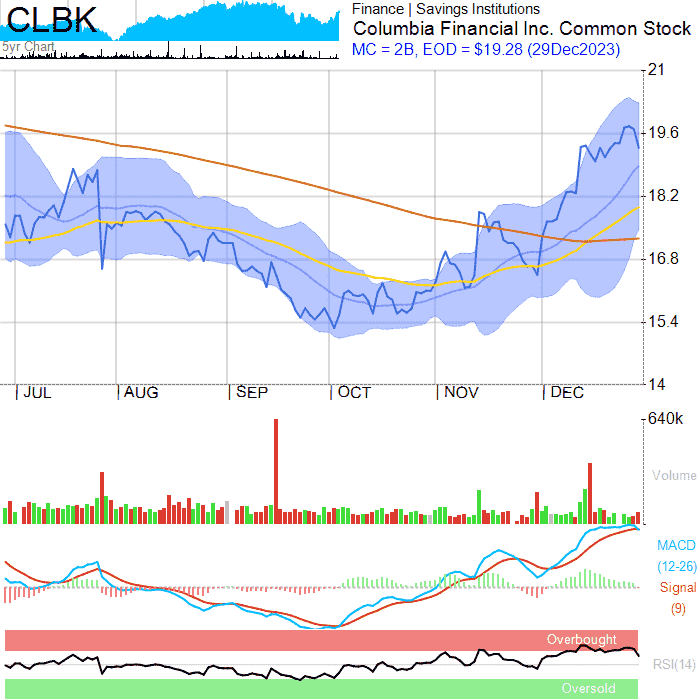 CLBK
5yr Chart
Finance | Savings Institutions
Columbia Financial Inc. Common Stock
MC = 2B, EOD = $19.28 (29Dec2023)
21
19.6
18.2
16.8
15.4
14
|JUL |AUG |SEP |OCT |NOV |DEC
640k
Volume
MACD
(12-26)
Signal
(9)
Overbought
RSI(14)
Oversold